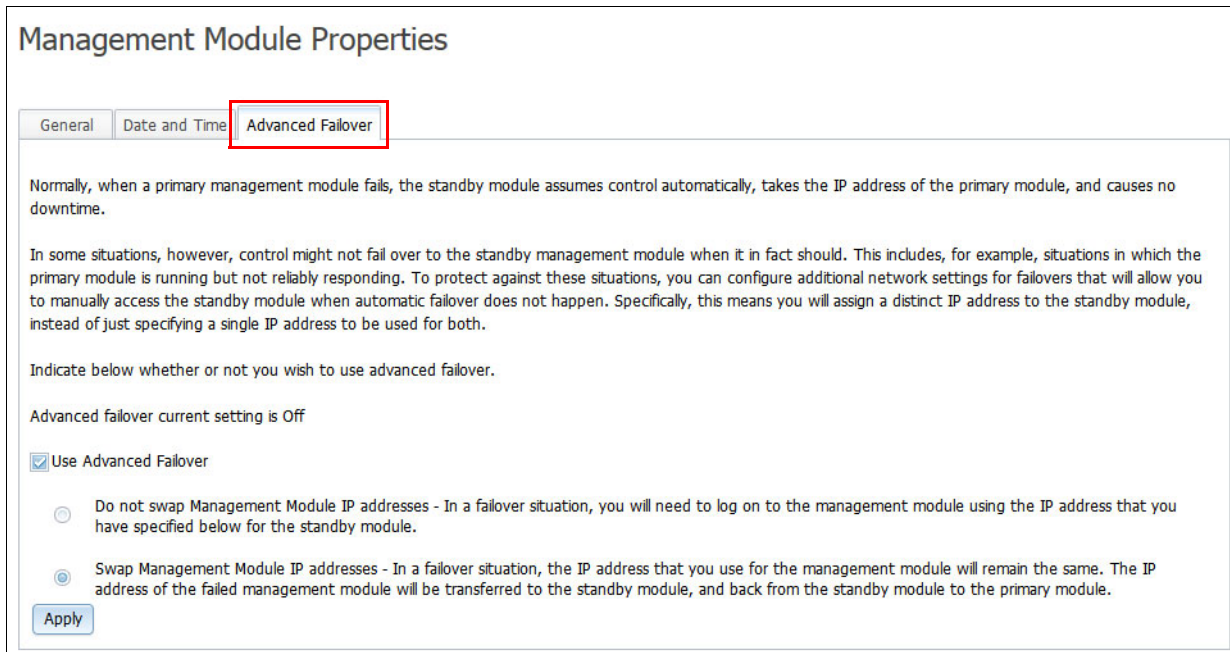 Management Module Properties
General
Date and Time
Advanced Failover
Normally, when a primary management module fails, the standby module assumes control automatically, takes the IP address of the primary module, and causes no
downtime.
In some situations, however, control might not fail over to the standby management module when it in fact should. This includes, for example, situations in which the
primary module is running but not reliably responding. To protect against these situations, you can configure additional network settings for failovers that will allow you
to manually access the standby module when automatic failover does not happen. Specifically, this means you will assign a distinct IP address to the standby module,
instead of just specifying a single IP address to be used for both.
Indicate below whether or not you wish to use advanced failover.
Advanced failover current setting is Off
Use Advanced Failover
Do not swap Management Module IP addresses - In a failover situation, you will need to log on to the management module using the IP address that you
have specified below for the standby module.
Swap Management Module IP addresses - In a failover situation, the IP address that you use for the management module will remain the same. The IP
address of the failed management module will be transferred to the standby module, and back from the standby module to the primary module.
Apply